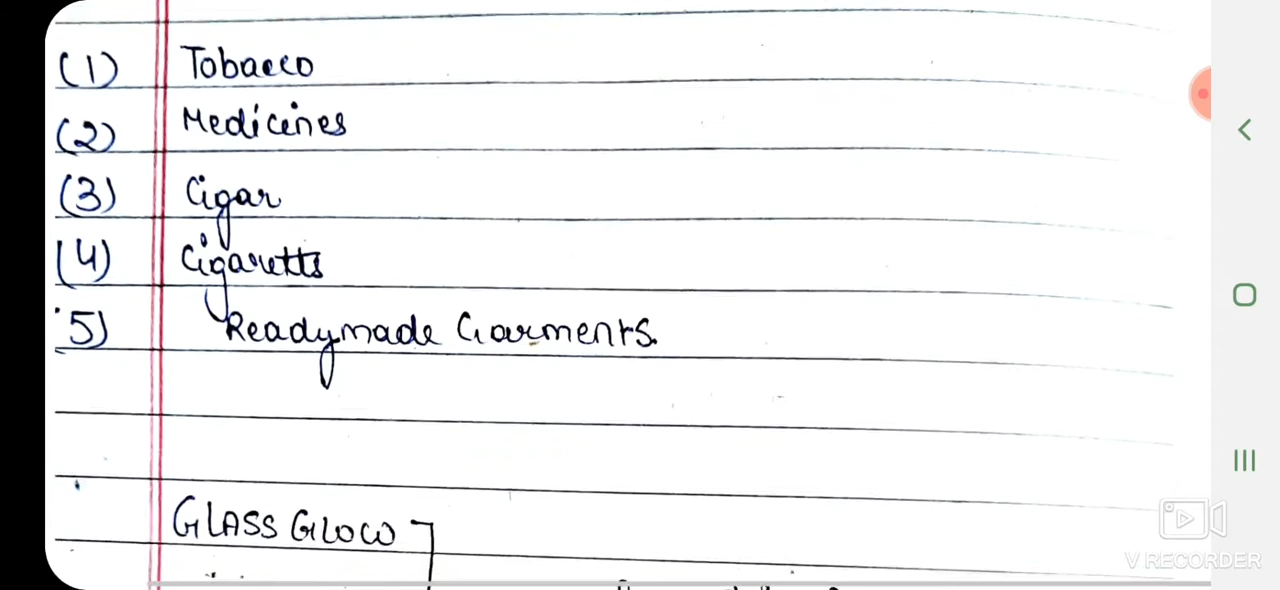 (1) Tobacco
(2) Medicines
(3) Cigar
(4) Cigaretts
5) Readymade Garments.
GLASS GLOW
V RECORDER